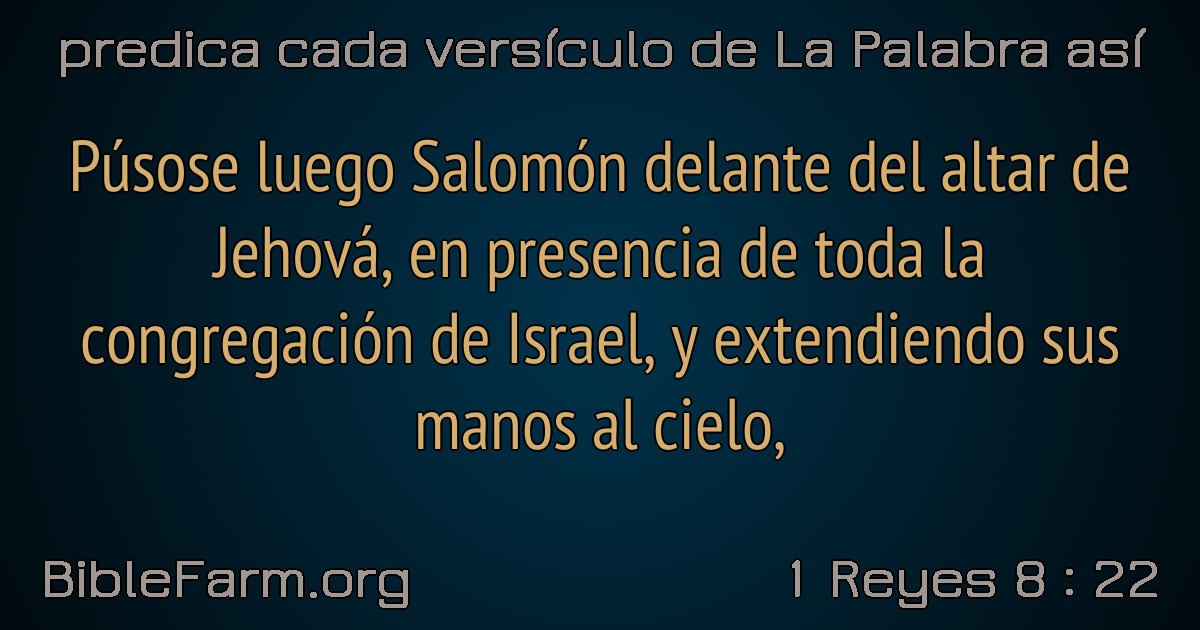 predica cada versículo de La Palabra así
Púsose luego Salomón delante del altar de
Jehová, en presencia de toda la
congregación de Israel, y extendiendo sus
manos al cielo,
BibleFarm.org
1 Reyes 8 : 22